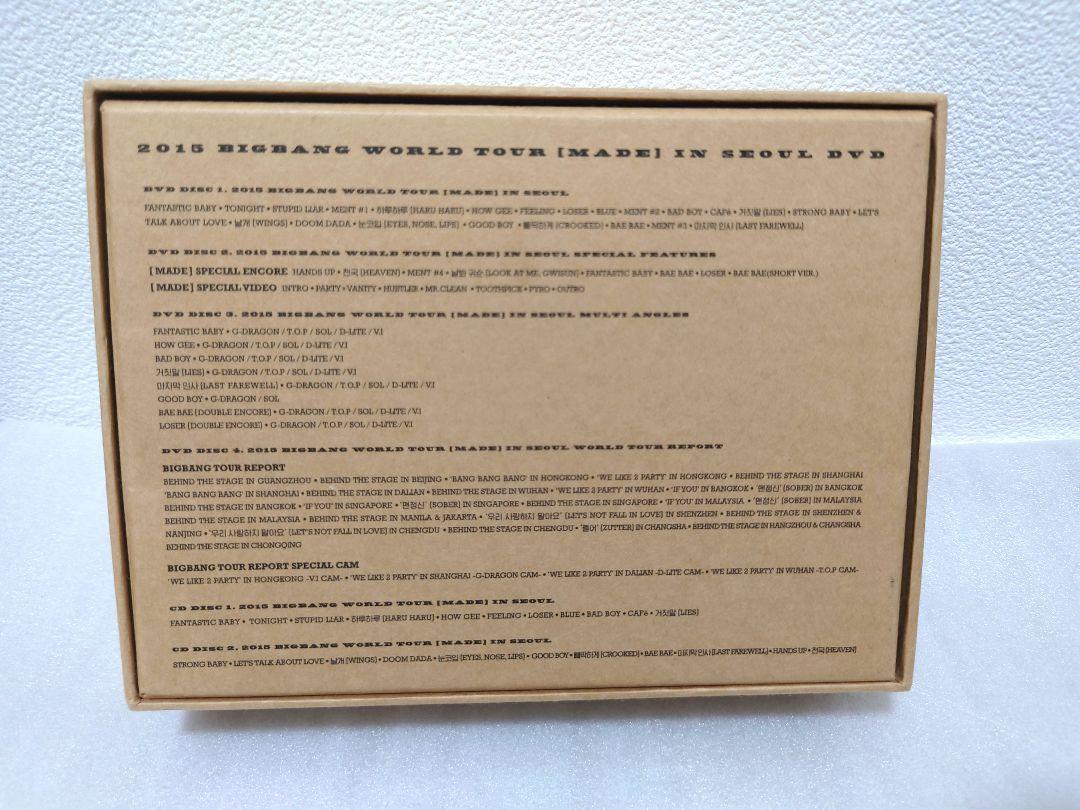 2015 BIGBANG WORLD TOUR [MADE] IN SEOUL DVD
DVD DISC 1. 2015 BIGBANG WORLD TOUR [MADE] IN SEOUL
FANTASTIC BABY • TONIGHT • STUPID LIAR • MENT #1 • 하루하루 (HARU HARU) • HOW GEE • FEELING • LOSER • BLUE • MENT #2 • BAD BOY • CAFé • 거짓말 (LIES) • STRONG BABY • LET'S
TALK ABOUT LOVE • 날개 (WINGS) • DOOM DADA • 눈코입 (EYES, NOSE, LIPS) • GOOD BOY • 삐딱하게 (CROOKED) • BAE BAE • MENT #3 • 마지막 인사 (LAST FAREWELL)
DVD DISC 2. 2015 BIGBANG WORLD TOUR [MADE] IN SEOUL SPECIAL FEATURES
[MADE] SPECIAL ENCORE HANDS UP • 천국 (HEAVEN) • MENT #4 • 날봐 귀순 (LOOK AT ME, GWISUN) • FANTASTIC BABY • BAE BAE • LOSER • BAE BAE(SHORT VER.)
[MADE] SPECIAL VIDEO INTRO • PARTY • VANITY • HUSTLER • MR.CLEAN • TOOTHPICK • PYRO • OUTRO
DVD DISC 3. 2015 BIGBANG WORLD TOUR [MADE] IN SEOUL MULTI ANGLES
FANTASTIC BABY • G-DRAGON / T.O.P / SOL / D-LITE / V.I
HOW GEE • G-DRAGON / T.O.P / SOL / D-LITE / V.I
BAD BOY • G-DRAGON / T.O.P / SOL / D-LITE / V.I
거짓말 (LIES) • G-DRAGON / T.O.P / SOL / D-LITE / V.I
마지막 인사 (LAST FAREWELL) • G-DRAGON / T.O.P / SOL / D-LITE / V.I
GOOD BOY • G-DRAGON / SOL
BAE BAE (DOUBLE ENCORE) • G-DRAGON / T.O.P / SOL / D-LITE / V.I
LOSER (DOUBLE ENCORE) • G-DRAGON / T.O.P / SOL / D-LITE / V.I
DVD DISC 4. 2015 BIGBANG WORLD TOUR [MADE] IN SEOUL WORLD TOUR REPORT
BIGBANG TOUR REPORT
BEHIND THE STAGE IN GUANGZHOU • BEHIND THE STAGE IN BEIJING • 'BANG BANG BANG' IN HONGKONG • 'WE LIKE 2 PARTY' IN HONGKONG • BEHIND THE STAGE IN SHANGHAI
'BANG BANG BANG' IN SHANGHAI • BEHIND THE STAGE IN DALIAN • BEHIND THE STAGE IN WUHAN • 'WE LIKE 2 PARTY' IN WUHAN • 'IF YOU' IN BANGKOK • '맨정신' (SOBER) IN BANGKOK
BEHIND THE STAGE IN BANGKOK • 'IF YOU' IN SINGAPORE • '맨정신' (SOBER) IN SINGAPORE • BEHIND THE STAGE IN SINGAPORE • 'IF YOU' IN MALAYSIA • '맨정신' (SOBER) IN MALAYSIA
BEHIND THE STAGE IN MALAYSIA • BEHIND THE STAGE IN MANILA & JAKARTA • '우리 사랑하지 말아요' (LET'S NOT FALL IN LOVE) IN SHENZHEN • BEHIND THE STAGE IN SHENZHEN &
NANJING • '우리 사랑하지 말아요' (LET'S NOT FALL IN LOVE) IN CHENGDU • BEHIND THE STAGE IN CHENGDU • '쩔어' (ZUTTER) IN CHANGSHA • BEHIND THE STAGE IN HANGZHOU & CHANGSHA
BEHIND THE STAGE IN CHONGQING
BIGBANG TOUR REPORT SPECIAL CAM
'WE LIKE 2 PARTY' IN HONGKONG -V.I CAM- • 'WE LIKE 2 PARTY' IN SHANGHAI -G-DRAGON CAM- • 'WE LIKE 2 PARTY' IN DALIAN -D-LITE CAM- • 'WE LIKE 2 PARTY' IN WUHAN -T.O.P CAM-
CD DISC 1. 2015 BIGBANG WORLD TOUR [MADE] IN SEOUL
FANTASTIC BABY • TONIGHT • STUPID LIAR • 하루하루 (HARU HARU) • HOW GEE • FEELING • LOSER • BLUE • BAD BOY • CAFé • 거짓말 (LIES)
CD DISC 2. 2015 BIGBANG WORLD TOUR [MADE] IN SEOUL
STRONG BABY • LET'S TALK ABOUT LOVE • 날개 (WINGS) • DOOM DADA • 눈코입 (EYES, NOSE, LIPS) • GOOD BOY • 삐딱하게 (CROOKED) • BAE BAE • 마지막 인사 (LAST FAREWELL) • HANDS UP • 천국 (HEAVEN)